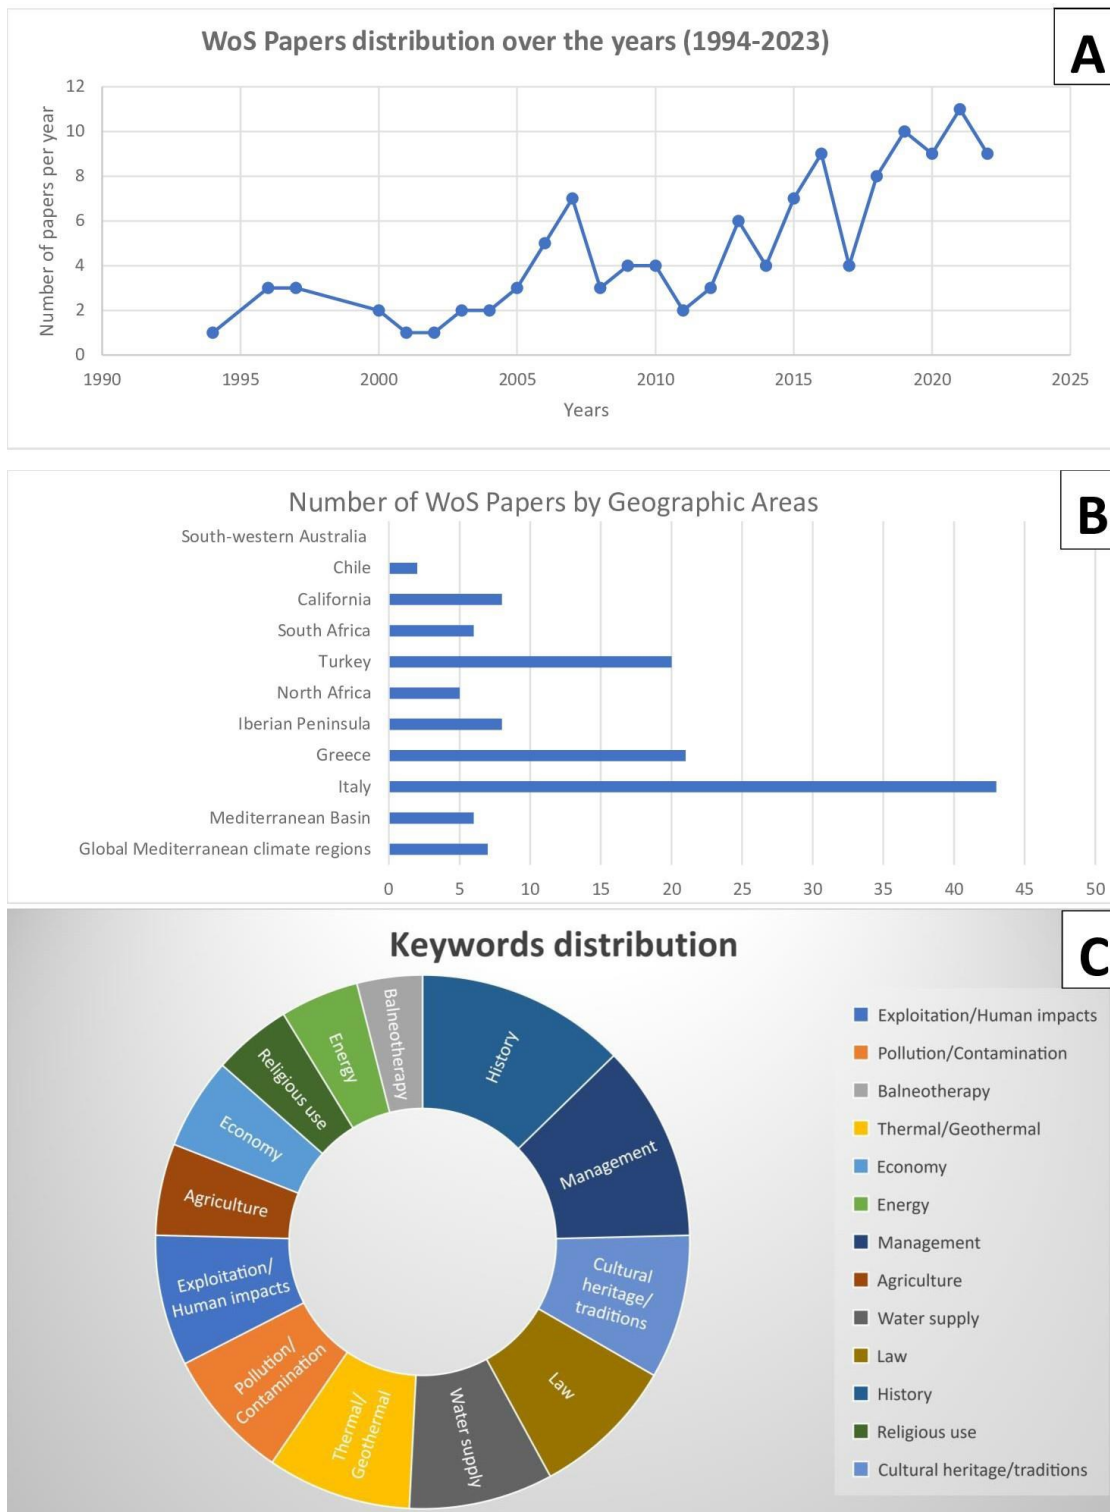 WoS Papers distribution over the years (1994-2023)
A
Number of papers per year
12
10
8
6
4
2
0
1990
1995
2000
2005
2010
2015
2020
2025
Years
Number of WoS Papers by Geographic Areas
B
South-western Australia
Chile
California
South Africa
Turkey
North Africa
Iberian Peninsula
Greece
Italy
Mediterranean Basin
Global Mediterranean climate regions
0
5
10
15
20
25
30
35
40
45
50
Keywords distribution
C
History
Management
Cultural
heritage/
traditions
Law
Water supply
Thermal/
Geothermal
Pollution/
Contamination
Exploitation/
Human impacts
Agriculture
Economy
Religious use
Energy
Balneotherapy
Exploitation/Human impacts
Pollution/Contamination
Balneotherapy
Thermal/Geothermal
Economy
Energy
Management
Agriculture
Water supply
Law
History
Religious use
Cultural heritage/traditions